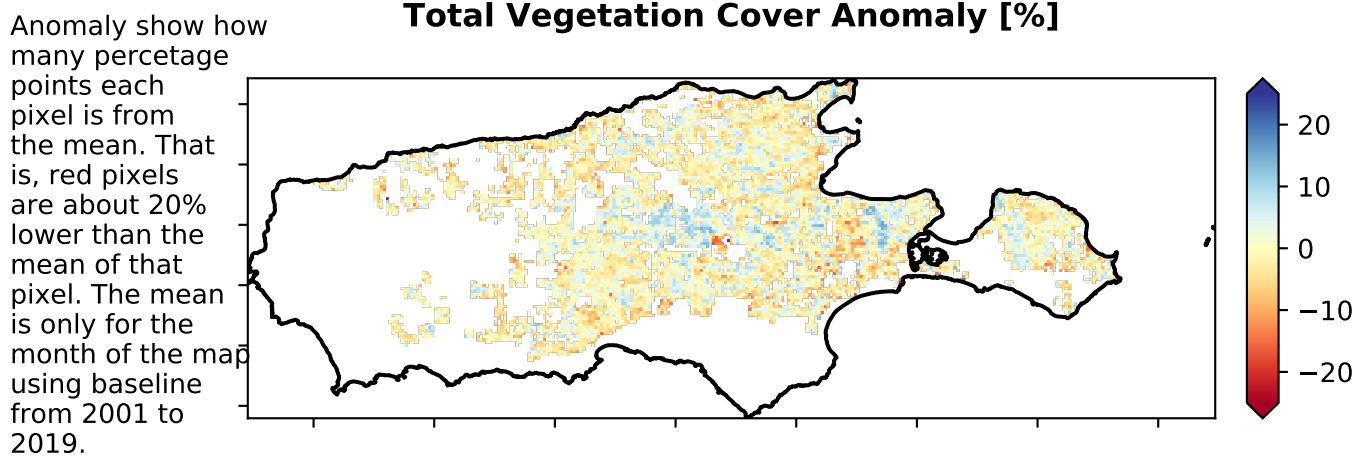 Total Vegetation Cover Anomaly [%]
Anomaly show how
many percetage
points each
pixel is from
the mean. That
is, red pixels
are about 20%
lower than the
mean of that
pixel. The mean
is only for the
month of the map
using baseline
from 2001 to
2019.
20
10
0
−10
−20